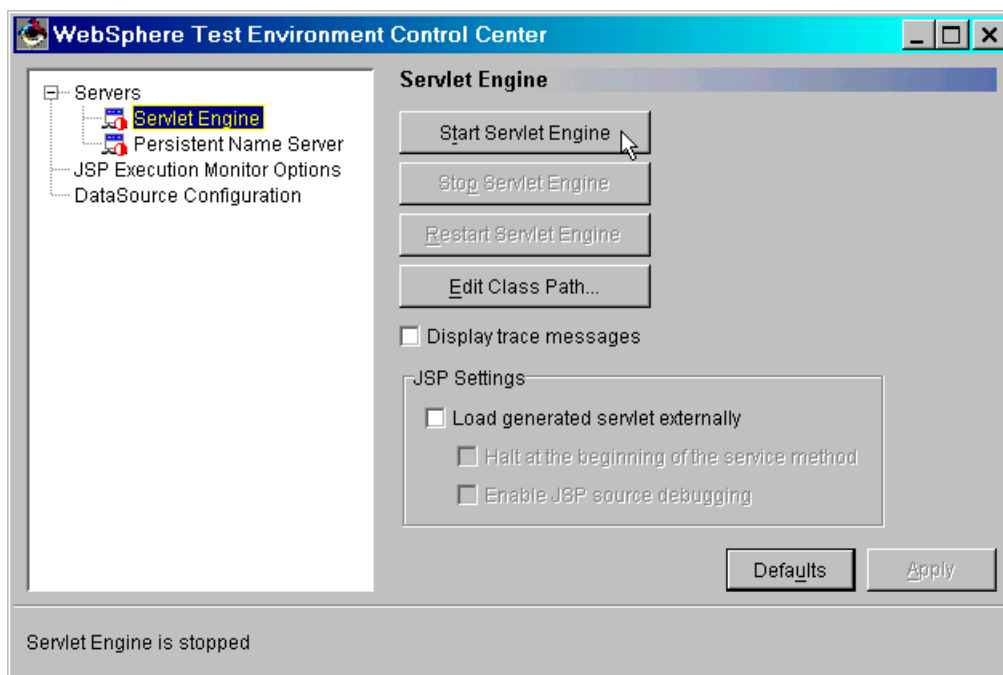 WebSphere Test Environment Control Center
Servers
Servlet Engine
Persistent Name Server
JSP Execution Monitor Options
DataSource Configuration
Servlet Engine
Start Servlet Engine
Stop Servlet Engine
Restart Servlet Engine
Edit Class Path...
Display trace messages
JSP Settings
Load generated servlet externally
Halt at the beginning of the service method
Enable JSP source debugging
Defaults
Apply
Servlet Engine is stopped